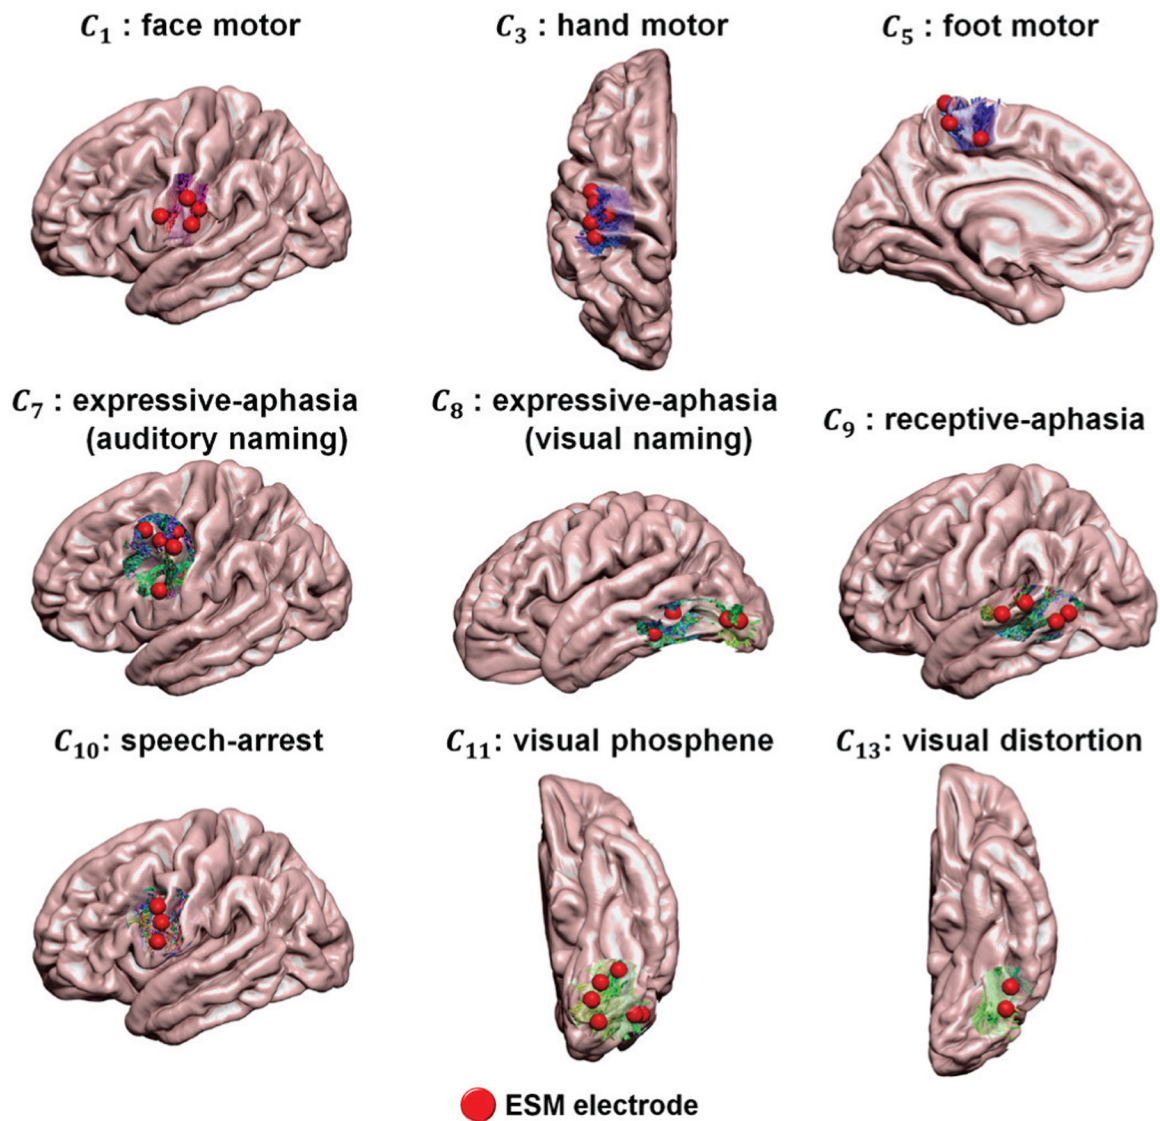 C1 : face motor
C3 : hand motor
C5 : foot motor
C7 : expressive-aphasia
(auditory naming)
C8 : expressive-aphasia
(visual naming)
C9 : receptive-aphasia
C10: speech-arrest
C11: visual phosphene
C13: visual distortion
ESM electrode